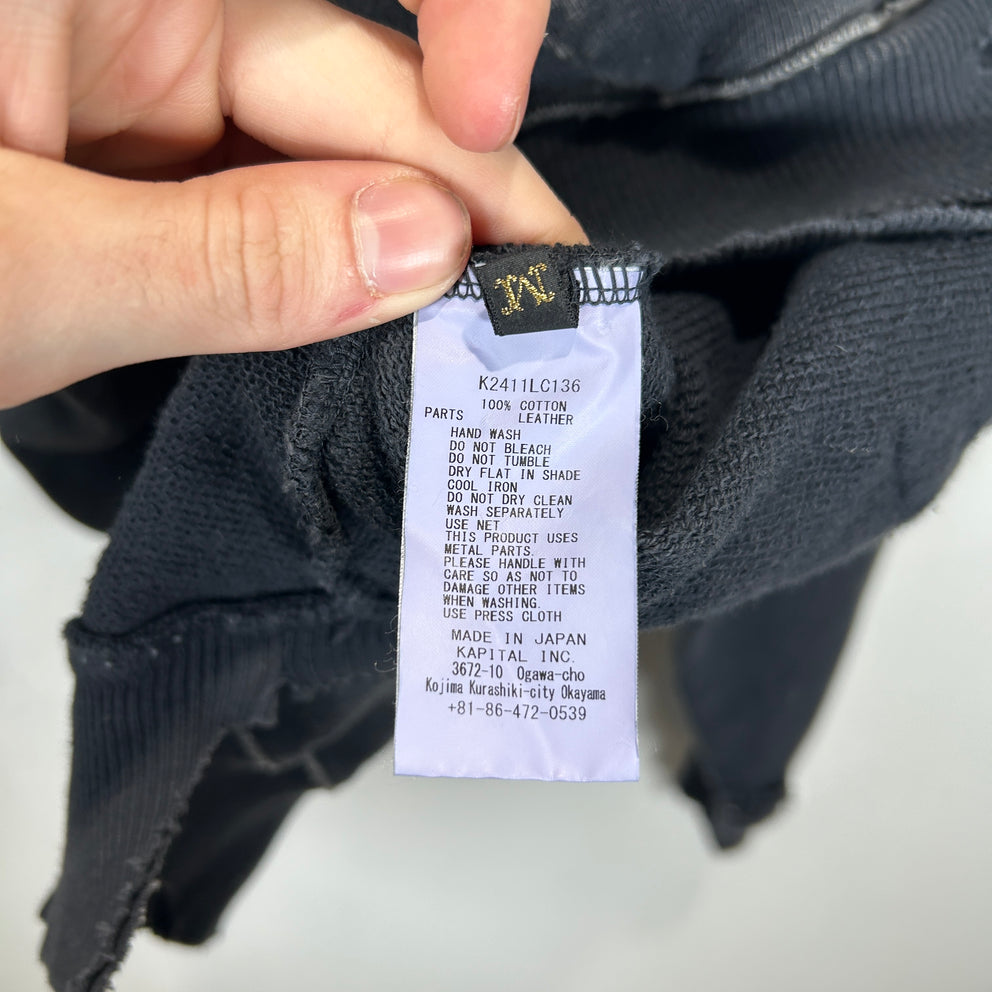 M
K2411LC136
100% COTTON
PARTS LEATHER
HAND WASH
DO NOT BLEACH
DO NOT TUMBLE
DRY FLAT IN SHADE
COOL IRON
DO NOT DRY CLEAN
WASH SEPARATELY
USE NET
THIS PRODUCT USES
METAL PARTS.
PLEASE HANDLE WITH
CARE SO AS NOT TO
DAMAGE OTHER ITEMS
WHEN WASHING.
USE PRESS CLOTH
MADE IN JAPAN
KAPITAL INC.
3672-10 Ogawa-cho
Kojima Kurashiki-city Okayama
+81-86-472-0539